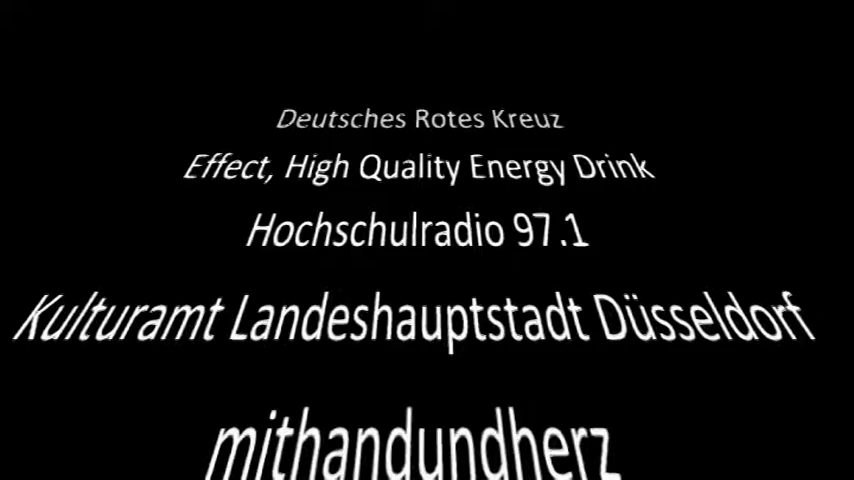 Deutsches Rotes Kreuz
Effect, High Quality Energy Drink
Hochschulradio 97.1
Kulturamt Landeshauptstadt Düsseldorf
mithandundherz